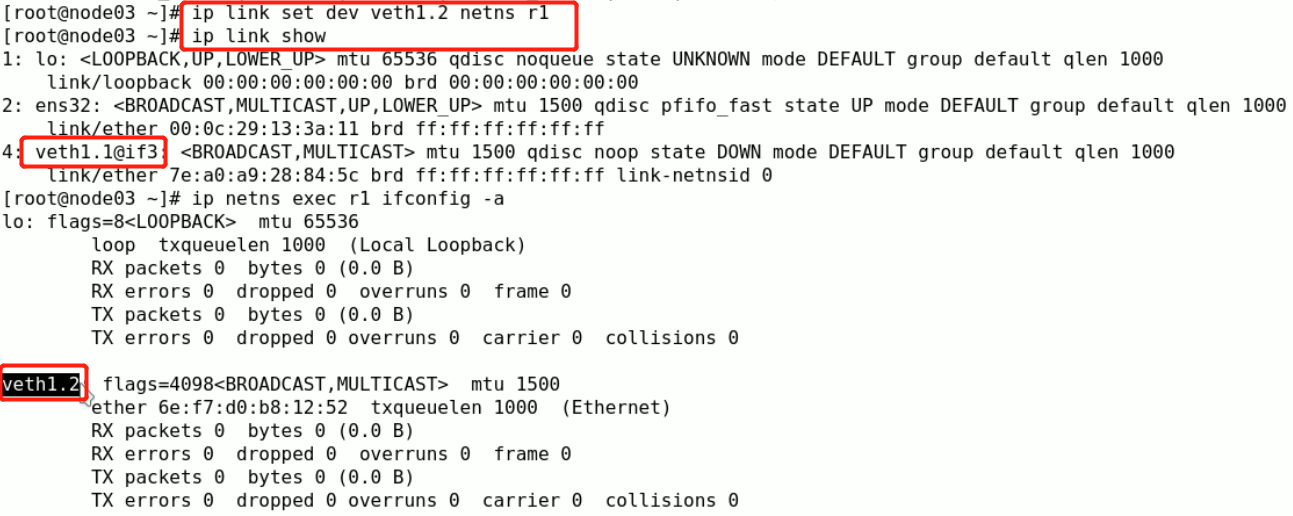 [root@node03 ~]# ip link set dev veth1.2 netns r1
[root@node03 ~]# ip link show
1: lo: <LOOPBACK,UP,LOWER_UP> mtu 65536 qdisc noqueue state UNKNOWN mode DEFAULT group default qlen 1000
    link/loopback 00:00:00:00:00:00 brd 00:00:00:00:00:00
2: ens32: <BROADCAST,MULTICAST,UP,LOWER_UP> mtu 1500 qdisc pfifo_fast state UP mode DEFAULT group default qlen 1000
    link/ether 00:0c:29:13:3a:11 brd ff:ff:ff:ff:ff:ff
4: veth1.1@if3: <BROADCAST,MULTICAST> mtu 1500 qdisc noop state DOWN mode DEFAULT group default qlen 1000
    link/ether 7e:a0:a9:28:84:5c brd ff:ff:ff:ff:ff:ff link-netnsid 0
[root@node03 ~]# ip netns exec r1 ifconfig -a
lo: flags=8<LOOPBACK>  mtu 65536
        loop  txqueuelen 1000  (Local Loopback)
        RX packets 0  bytes 0 (0.0 B)
        RX errors 0  dropped 0  overruns 0  frame 0
        TX packets 0  bytes 0 (0.0 B)
        TX errors 0  dropped 0 overruns 0  carrier 0  collisions 0
veth1.2  flags=4098<BROADCAST,MULTICAST>  mtu 1500
        ether 6e:f7:d0:b8:12:52  txqueuelen 1000  (Ethernet)
        RX packets 0  bytes 0 (0.0 B)
        RX errors 0  dropped 0  overruns 0  frame 0
        TX packets 0  bytes 0 (0.0 B)
        TX errors 0  dropped 0 overruns 0  carrier 0  collisions 0